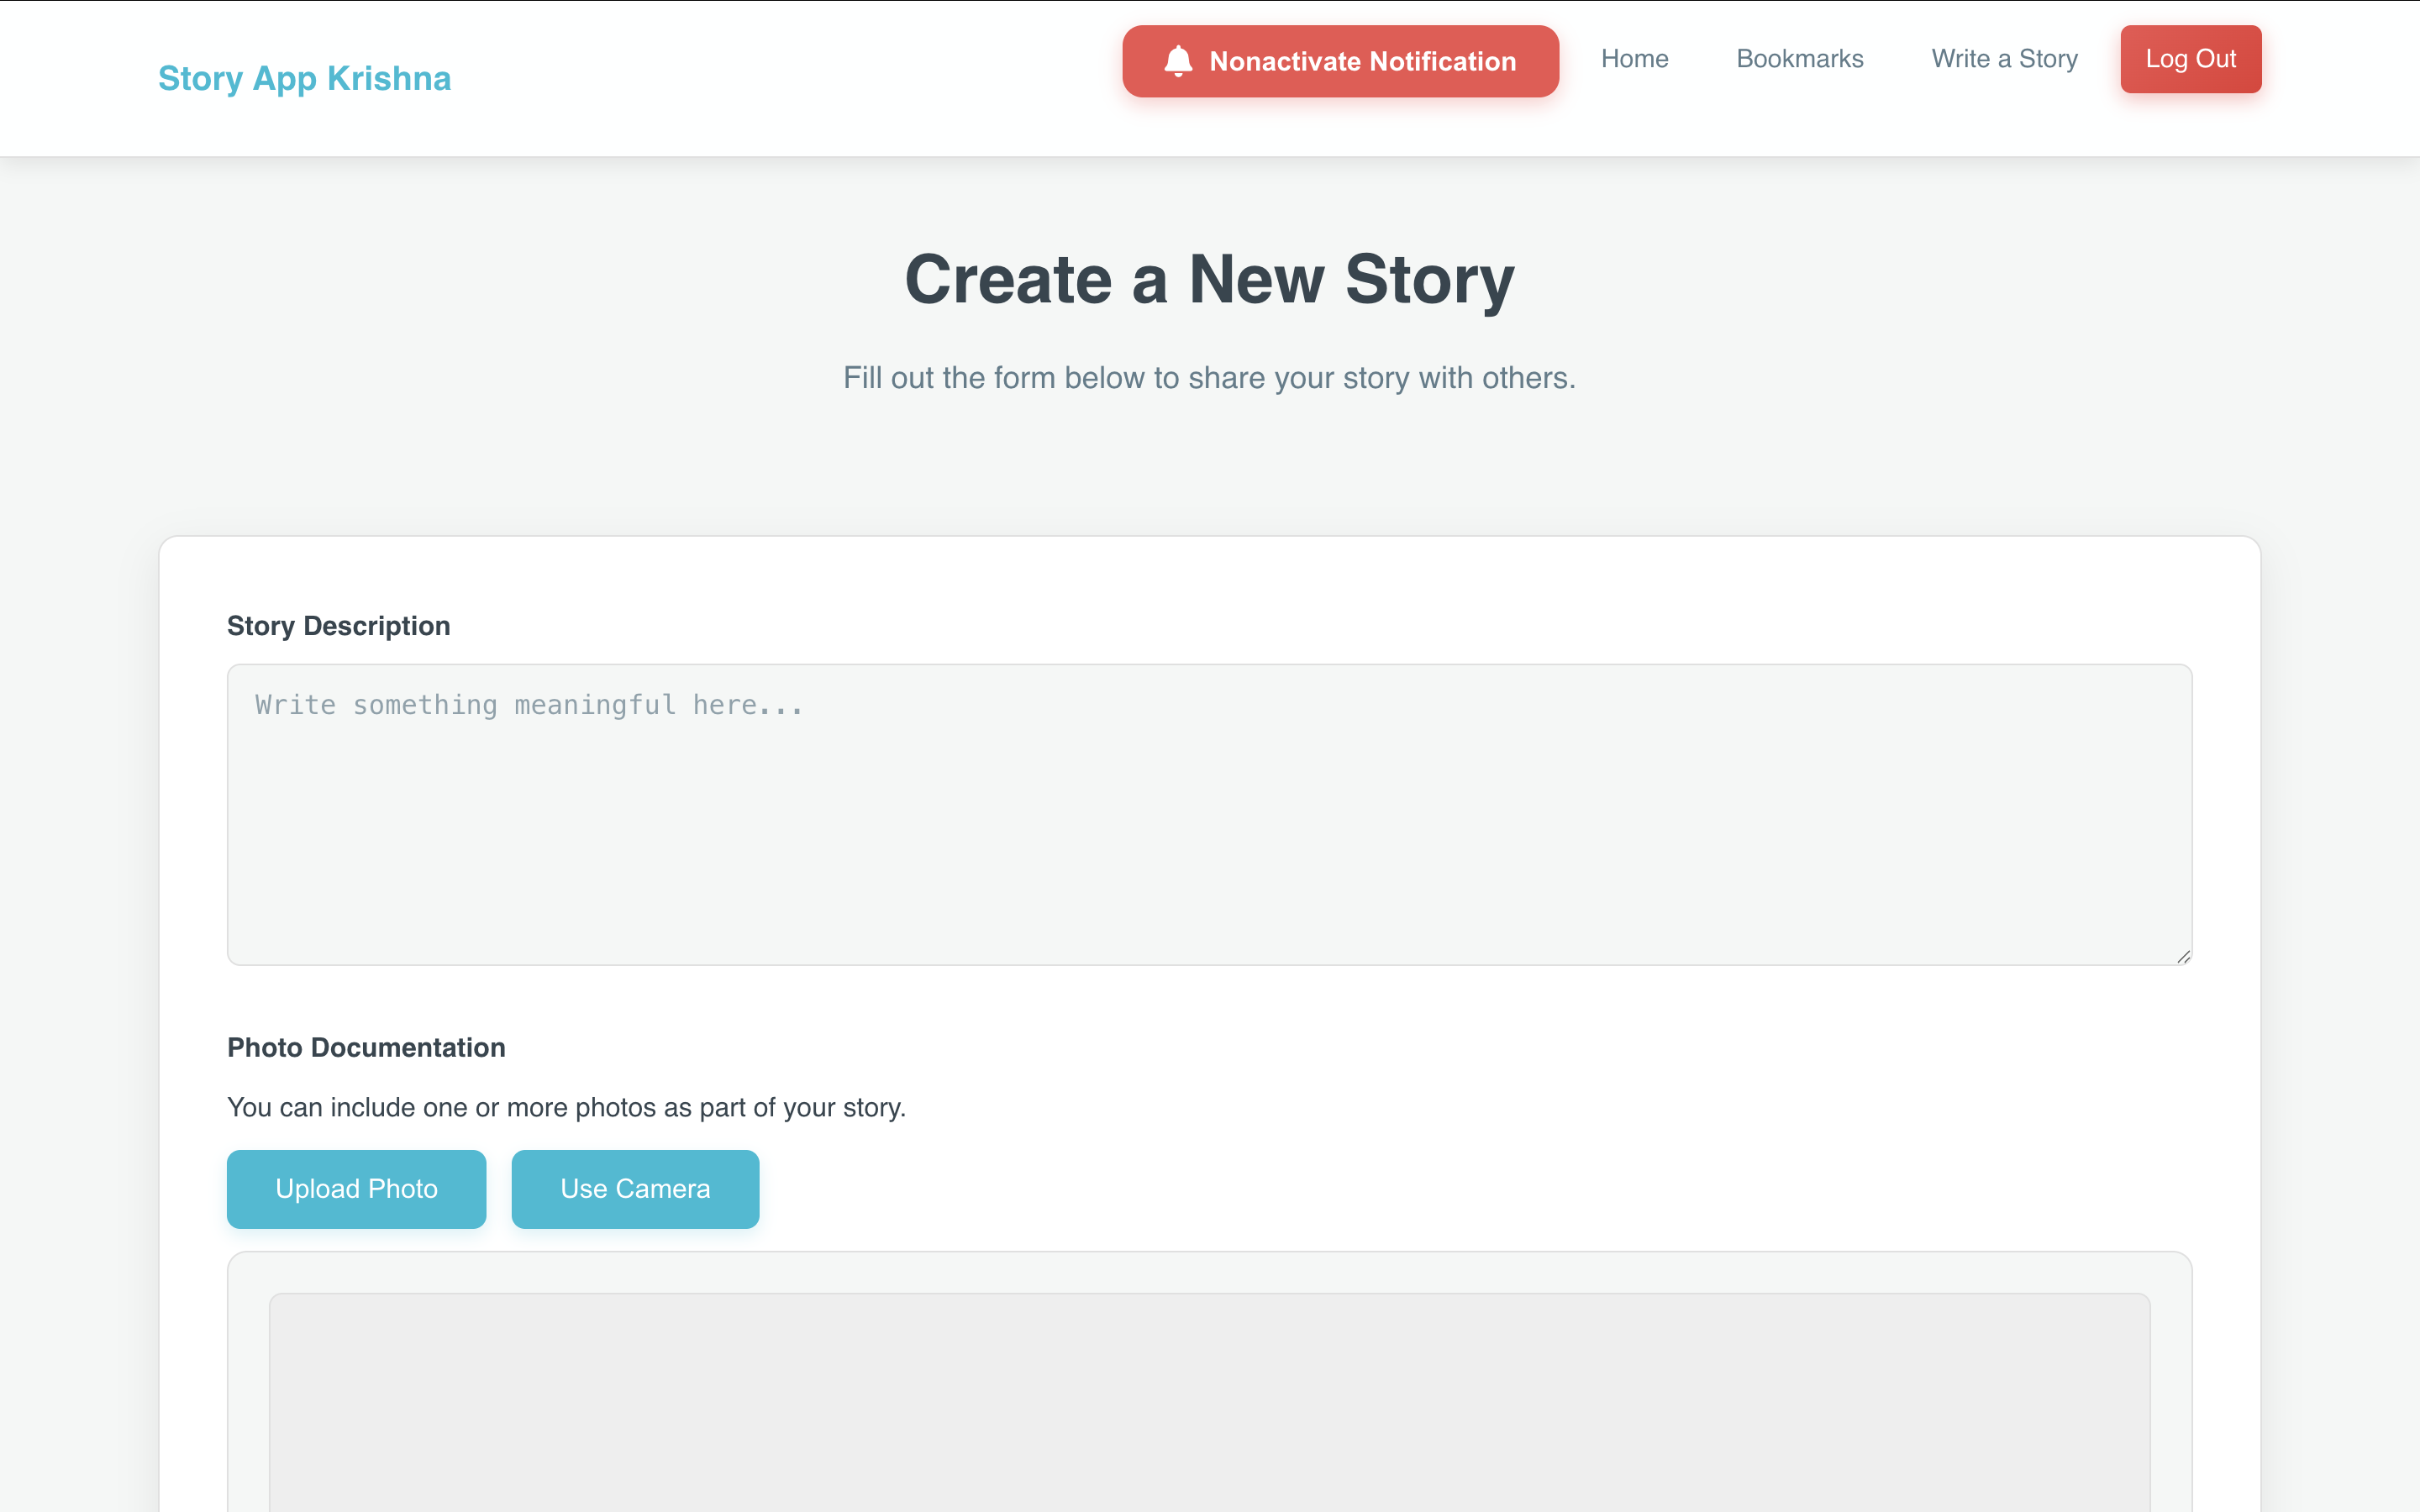 Story App Krishna
Nonactivate Notification
Home
Bookmarks
Write a Story
Log Out
Create a New Story
Fill out the form below to share your story with others.
Story Description
Write something meaningful here...
Photo Documentation
You can include one or more photos as part of your story.
Upload Photo
Use Camera